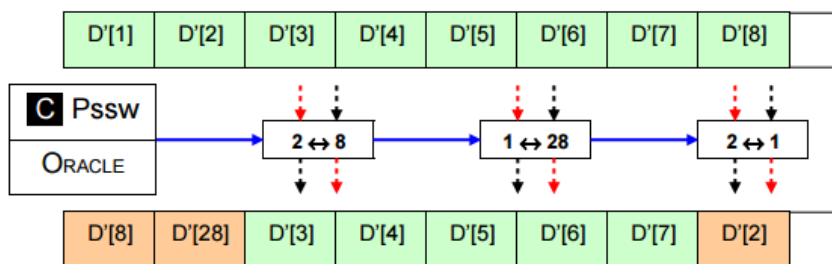 D'[1] D'[2] D'[3] D'[4] D'[5] D'[6] D'[7] D'[8]
C Pssw
2 ↔ 8 1 ↔ 28 2 ↔ 1
ORACLE
D'[8] D'[28] D'[3] D'[4] D'[5] D'[6] D'[7] D'[2]